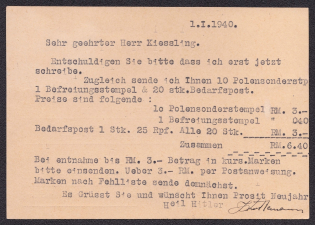 1.I.1940.
Sehr geehrter Herr Kiessling.
Entschuldigen Sie bitte dass ich erst jetzt
schreibe.
Zugleich sende ich Ihnen 10 Polensonderstp
1 Befreiungsstempel & 20 stk.Bedarfspost.
Preise sind folgende :
10 Polensonderstempel RM. 3.-
1 Befreiungsstempel " 040
Bedarfspost 1 Stk. 25 Rpf. Alle 20 Stk. RM. 3.-
Zusammen RM.6.40
Bei entnahme bis RM. 3.- Betrag in kurs.Marken
bitte einsenden. Ueber 3.- RM. per Postanweisung.
Marken nach Fehlliste sende demnächst.
Es Grüsst Sie und wünscht Ihnen Prosit Neujahr
Heil Hitler